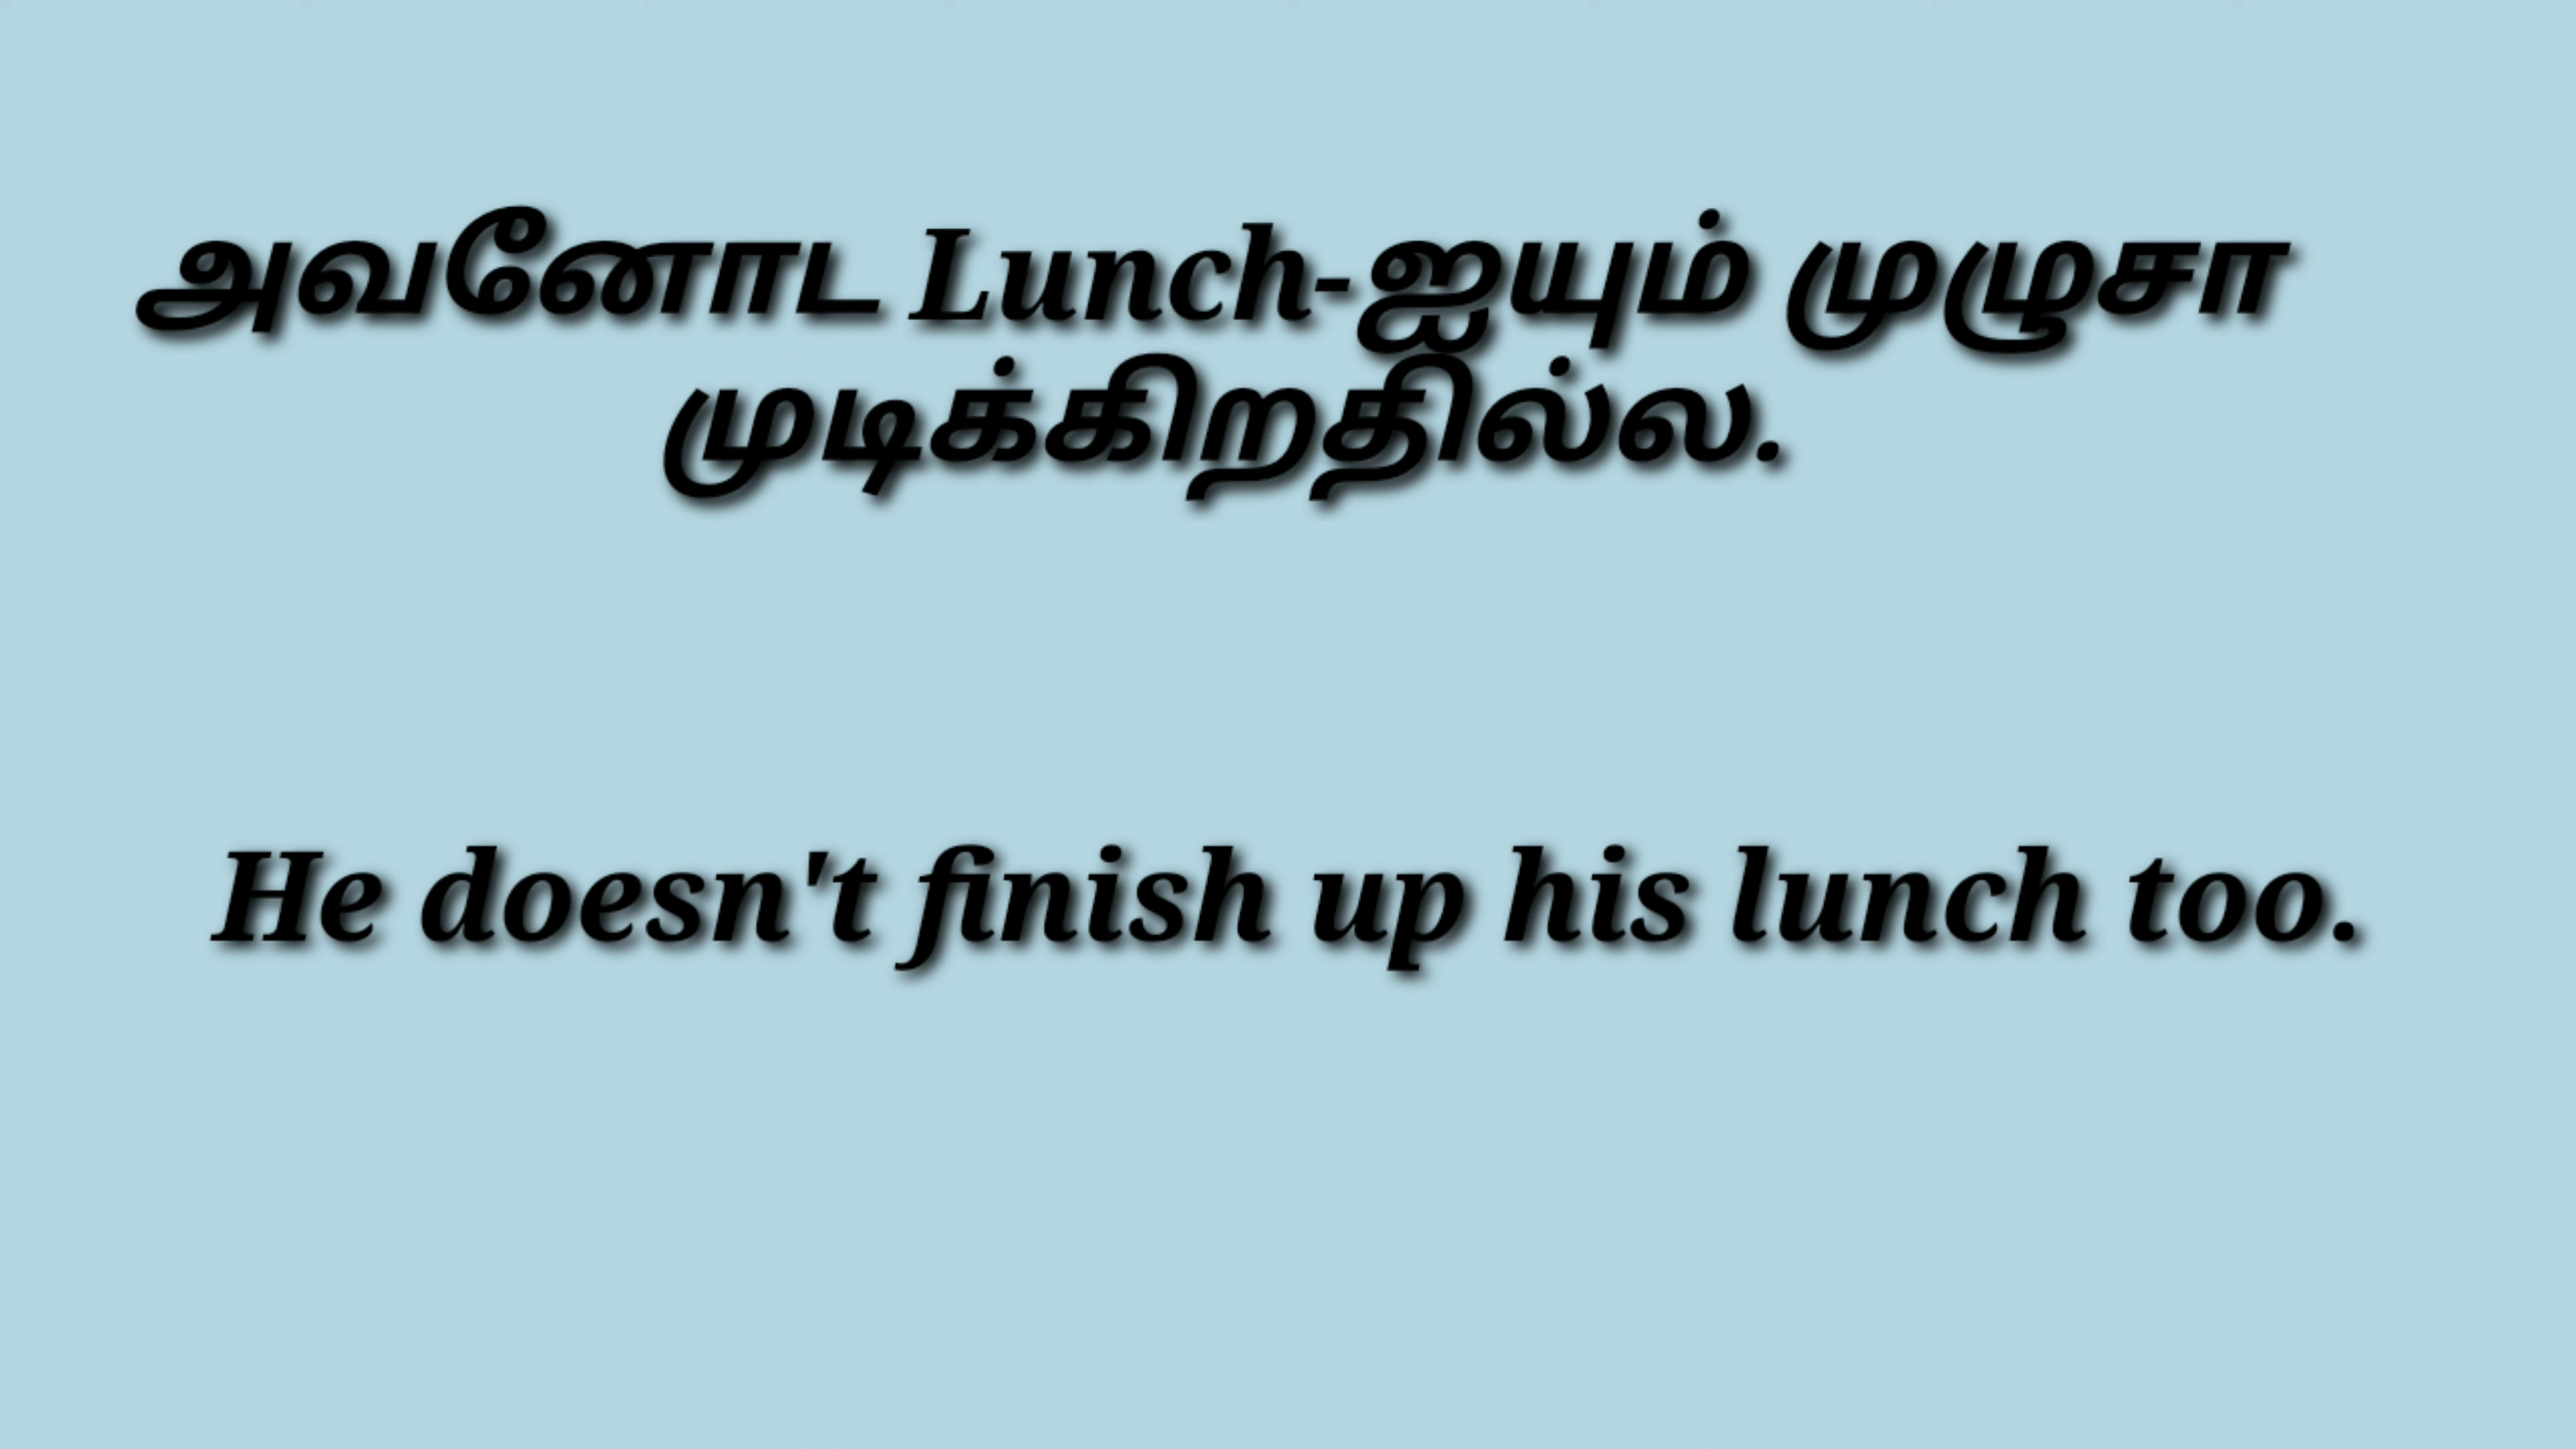 அவனோட Lunch-ஐயும் முழுசா
முடிக்கிறதில்ல.
He doesn't finish up his lunch too.